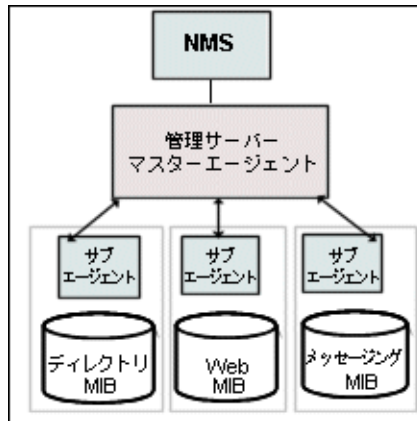 NMS
管理サーバー
マスターエージェント
サブ
エージェント
サブ
エージェント
サブ
エージェント
ディレクトリ
MIB
Web
MIB
メッセージング
MIB